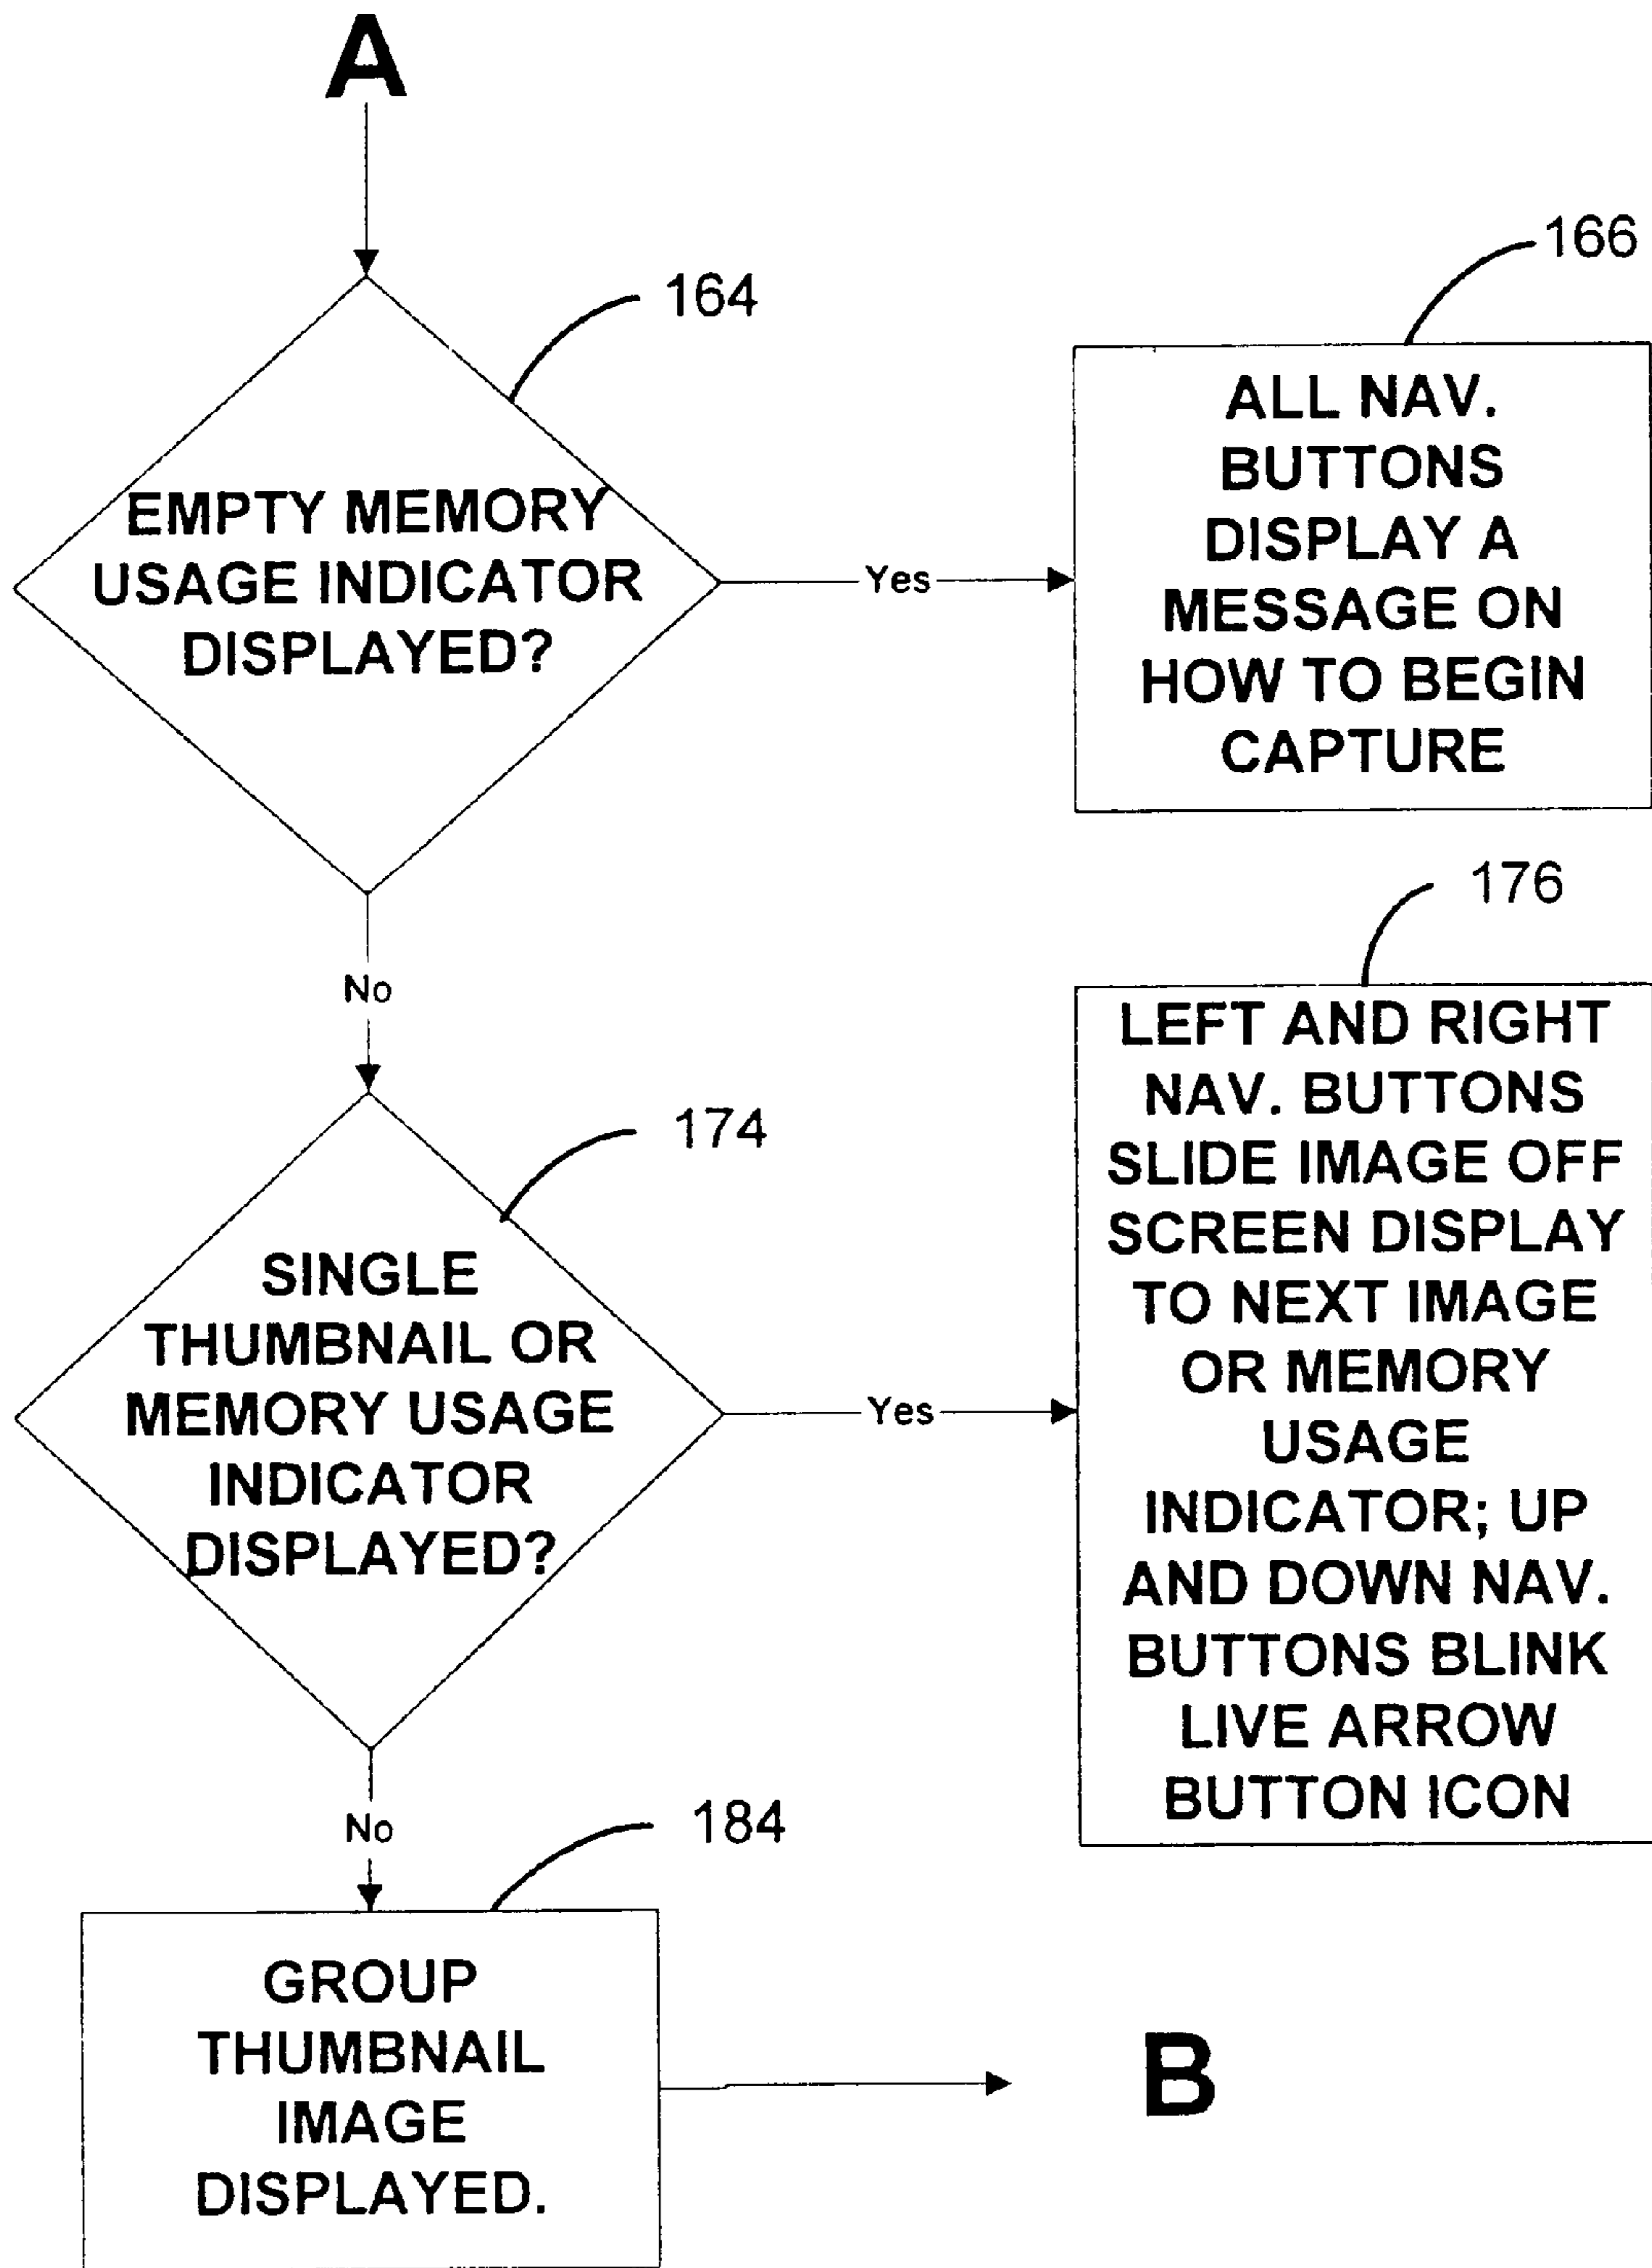 A
164
EMPTY MEMORY
USAGE INDICATOR
DISPLAYED?
Yes
166
ALL NAV.
BUTTONS
DISPLAY A
MESSAGE ON
HOW TO BEGIN
CAPTURE
No
174
SINGLE
THUMBNAIL OR
MEMORY USAGE
INDICATOR
DISPLAYED?
Yes
176
LEFT AND RIGHT
NAV. BUTTONS
SLIDE IMAGE OFF
SCREEN DISPLAY
TO NEXT IMAGE
OR MEMORY
USAGE
INDICATOR; UP
AND DOWN NAV.
BUTTONS BLINK
LIVE ARROW
BUTTON ICON
No
184
GROUP
THUMBNAIL
IMAGE
DISPLAYED.
B